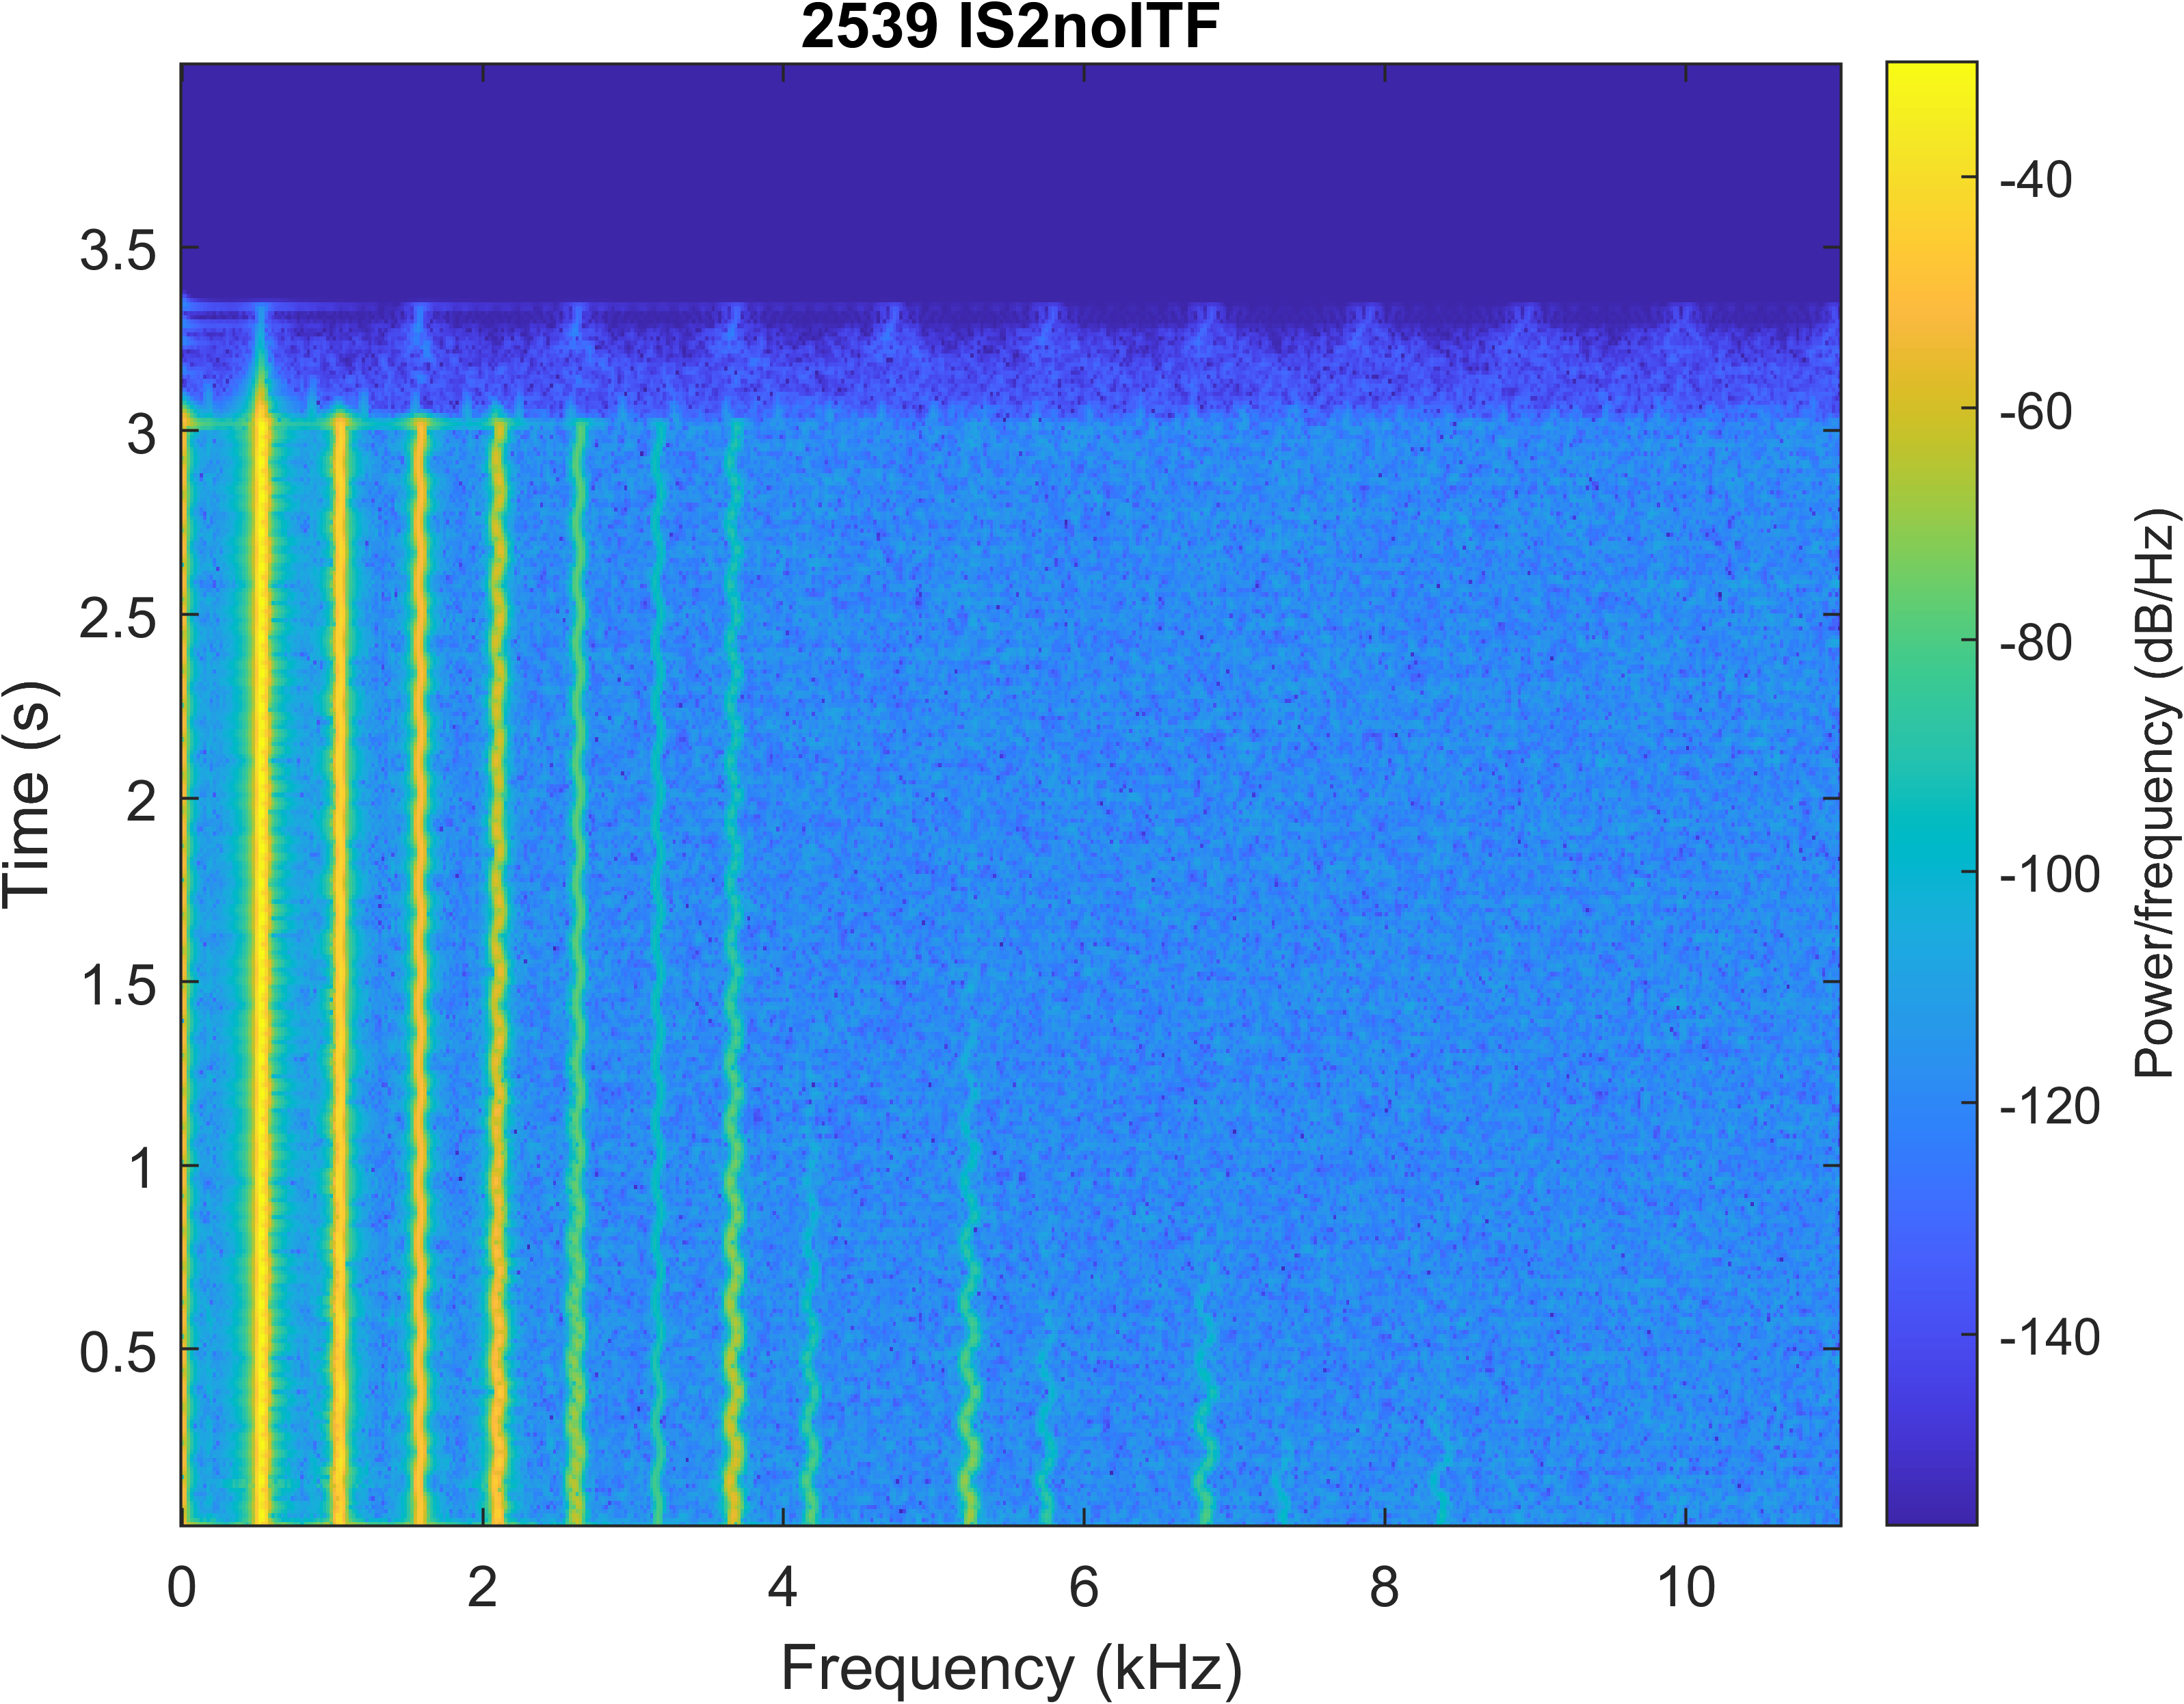 2539 IS2noITF
3.5
3
2.5
2
1.5
1
0.5
Time (s)
0 2 4 6 8 10
Frequency (kHz)
-40
-60
-80
-100
-120
-140
Power/frequency (dB/Hz)